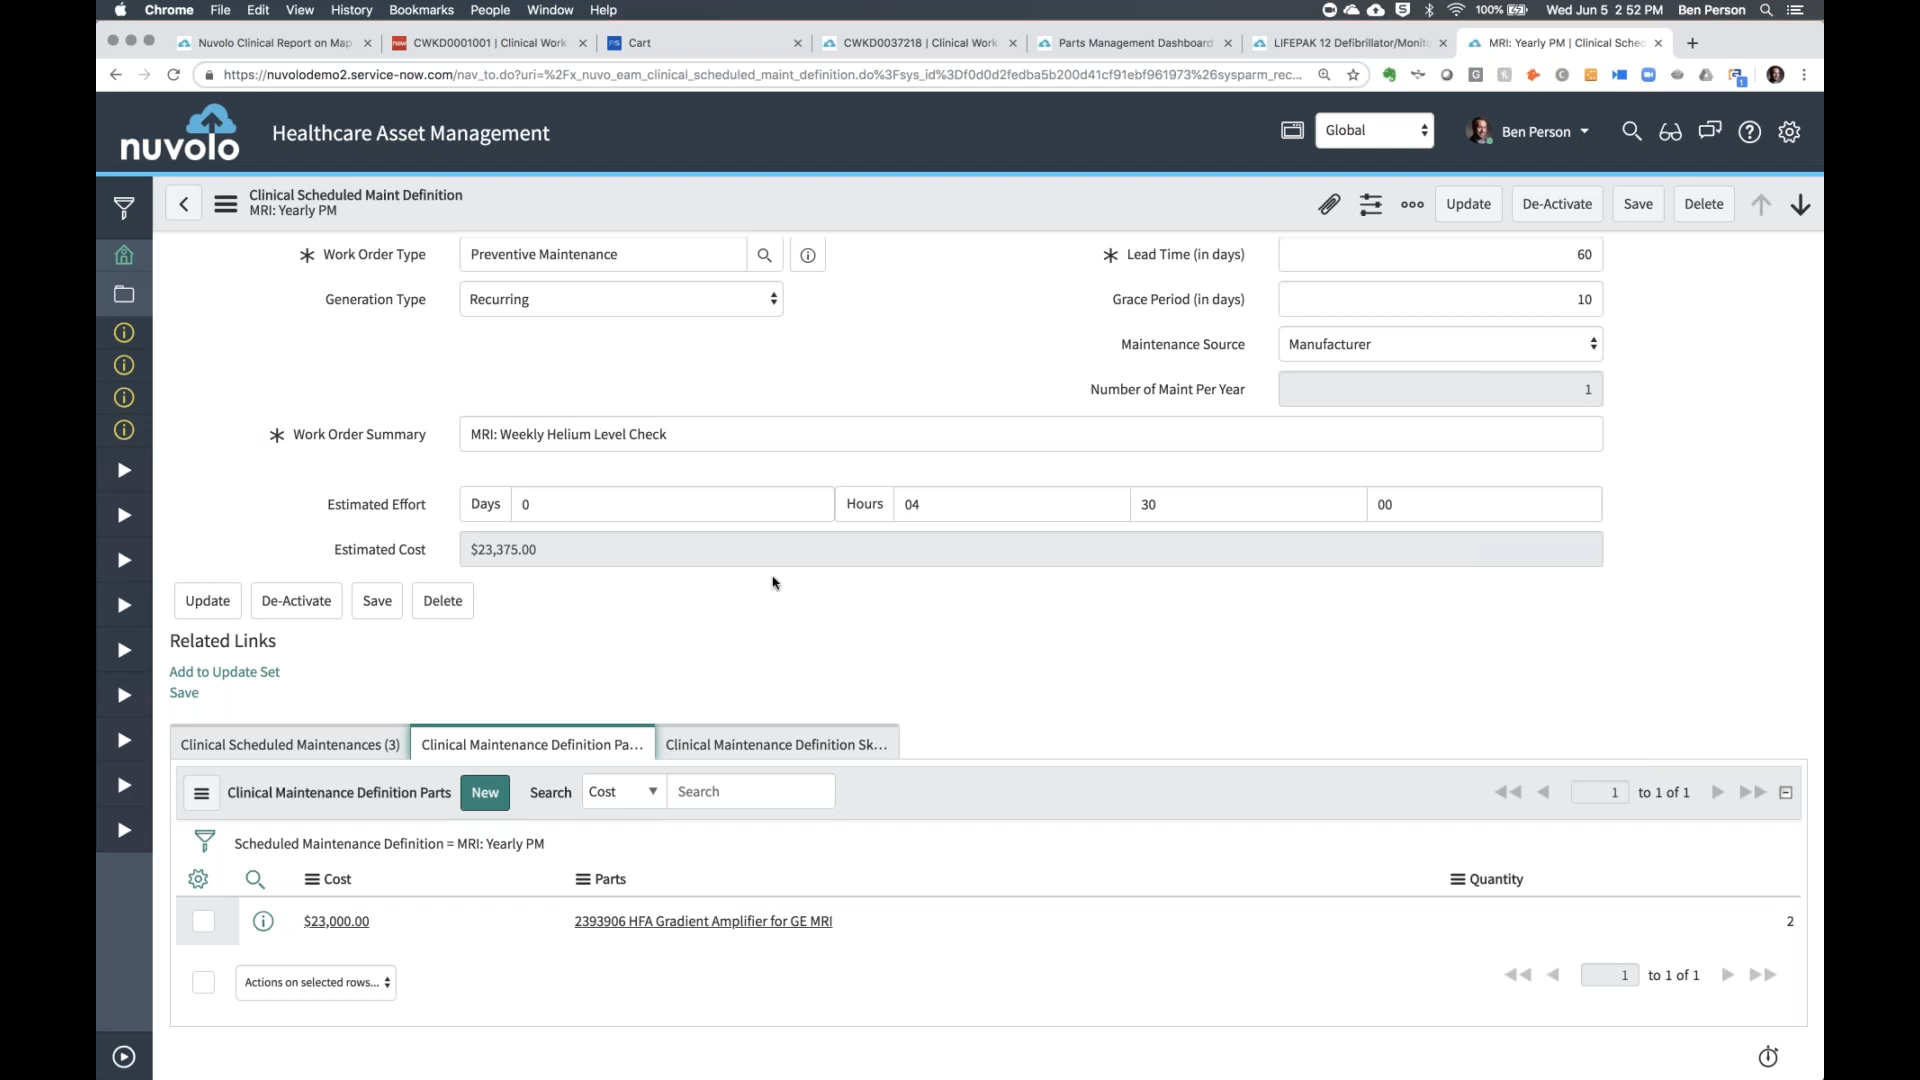 Chrome File Edit View History Bookmarks People Window Help 100% Wed Jun 5 2 52 PM Ben Person
Nuvolo Clinical Report on Map CWKD0001001 | Clinical Work Cart CWKD0037218 | Clinical Work Parts Management Dashboard LIFEPAK 12 Defibrillator/Monito MRI: Yearly PM | Clinical Sched
https://nuvolodemo2.service-now.com/nav_to.do?uri=%2Fx_nuvo_eam_clinical_scheduled_maint_definition.do%3Fsys_id%3Df0d0d2fedba5b200d41cf91ebf961973%26sysparm_rec...
nuvolo Healthcare Asset Management Global Ben Person
Clinical Scheduled Maint Definition
MRI: Yearly PM
Update De-Activate Save Delete
Work Order Type Preventive Maintenance Lead Time (in days) 60
Generation Type Recurring Grace Period (in days) 10
Maintenance Source Manufacturer
Number of Maint Per Year 1
Work Order Summary MRI: Weekly Helium Level Check
Estimated Effort Days 0 Hours 04 30 00
Estimated Cost $23,375.00
Update De-Activate Save Delete
Related Links
Add to Update Set
Save
Clinical Scheduled Maintenances (3) Clinical Maintenance Definition Pa... Clinical Maintenance Definition Sk...
Clinical Maintenance Definition Parts New Search Cost Search 1 to 1 of 1
Scheduled Maintenance Definition = MRI: Yearly PM
Cost Parts Quantity
$23,000.00 2393906 HFA Gradient Amplifier for GE MRI 2
Actions on selected rows... 1 to 1 of 1